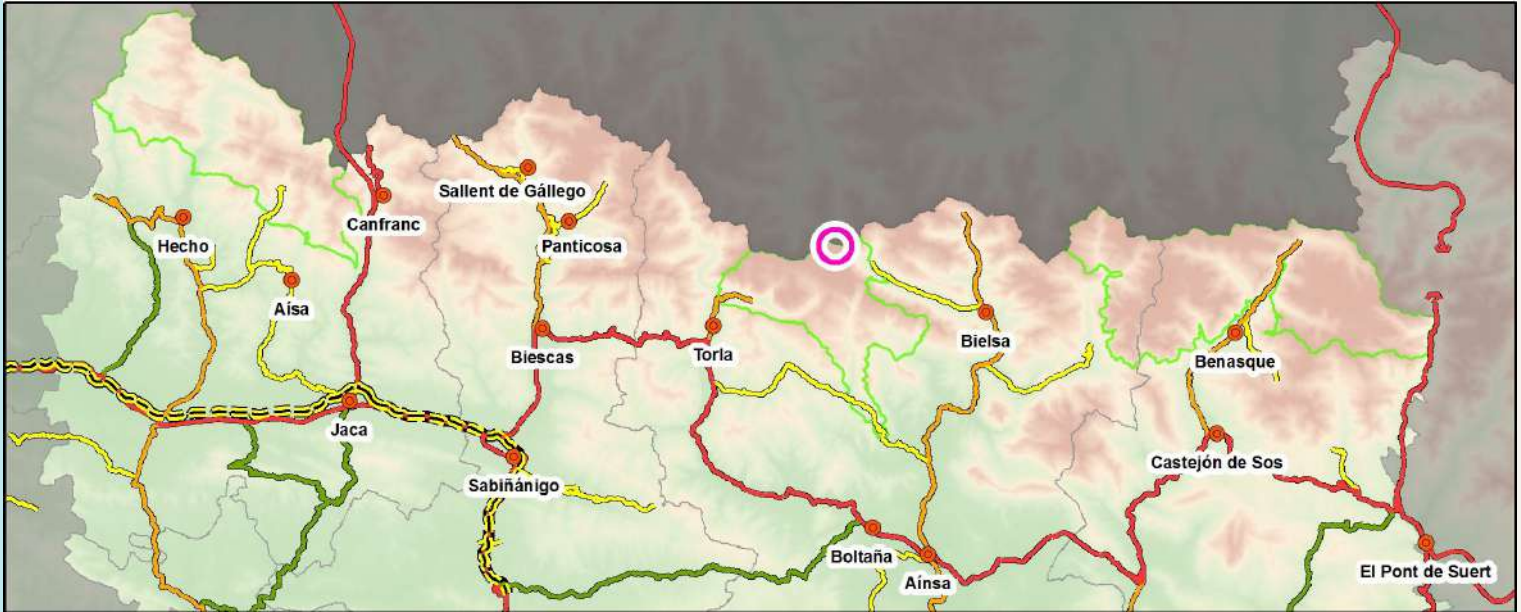 Sallent de Gállego
Canfranc
Hecho
Panticosa
Aísa
Bielsa
Biescas
Torla
Benasque
Jaca
Castejón de Sos
Sabiñánigo
Boltaña
El Pont de Suert
Aínsa